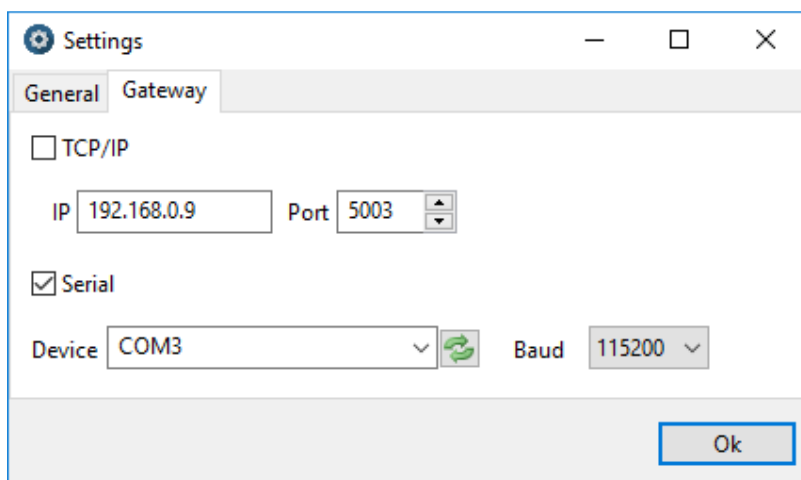 Settings
General Gateway
TCP/IP
IP 192.168.0.9 Port 5003
Serial
Device COM3 Baud 115200
Ok